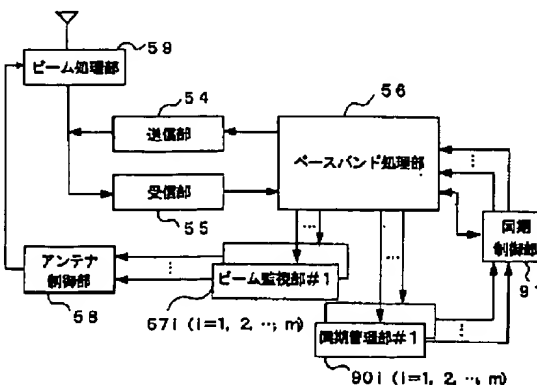 59
ビーム処理部
54
送信部
56
ベースバンド処理部
受信部
55
同期
制御部
91
アンテナ
制御部
58
ビーム監視部#1
57i (i=1, 2, …, m)
同期管理部#1
90i (i=1, 2, …, m)